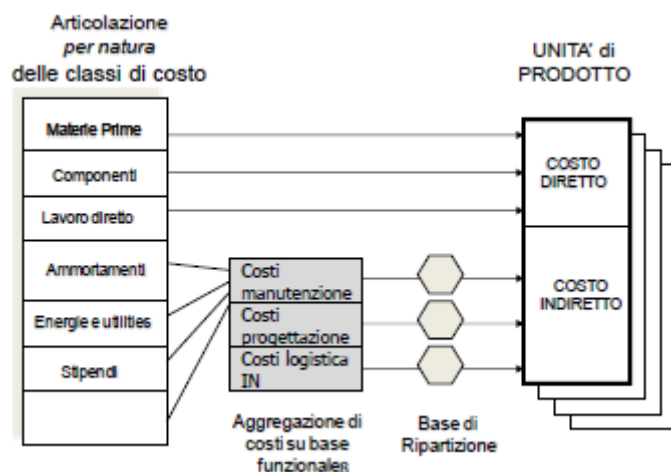 Articolazione
per natura
delle classi di costo
UNITA' di
PRODOTTO
Materie Prime
Componenti
Lavoro diretto
Ammortamenti
Energie e utilities
Stipendi
Costi
manutenzione
Costi
progettazione
Costi logistica
IN
COSTO
DIRETTO
COSTO
INDIRETTO
Aggregazione di
costi su base
funzionale8
Base di
Ripartizione